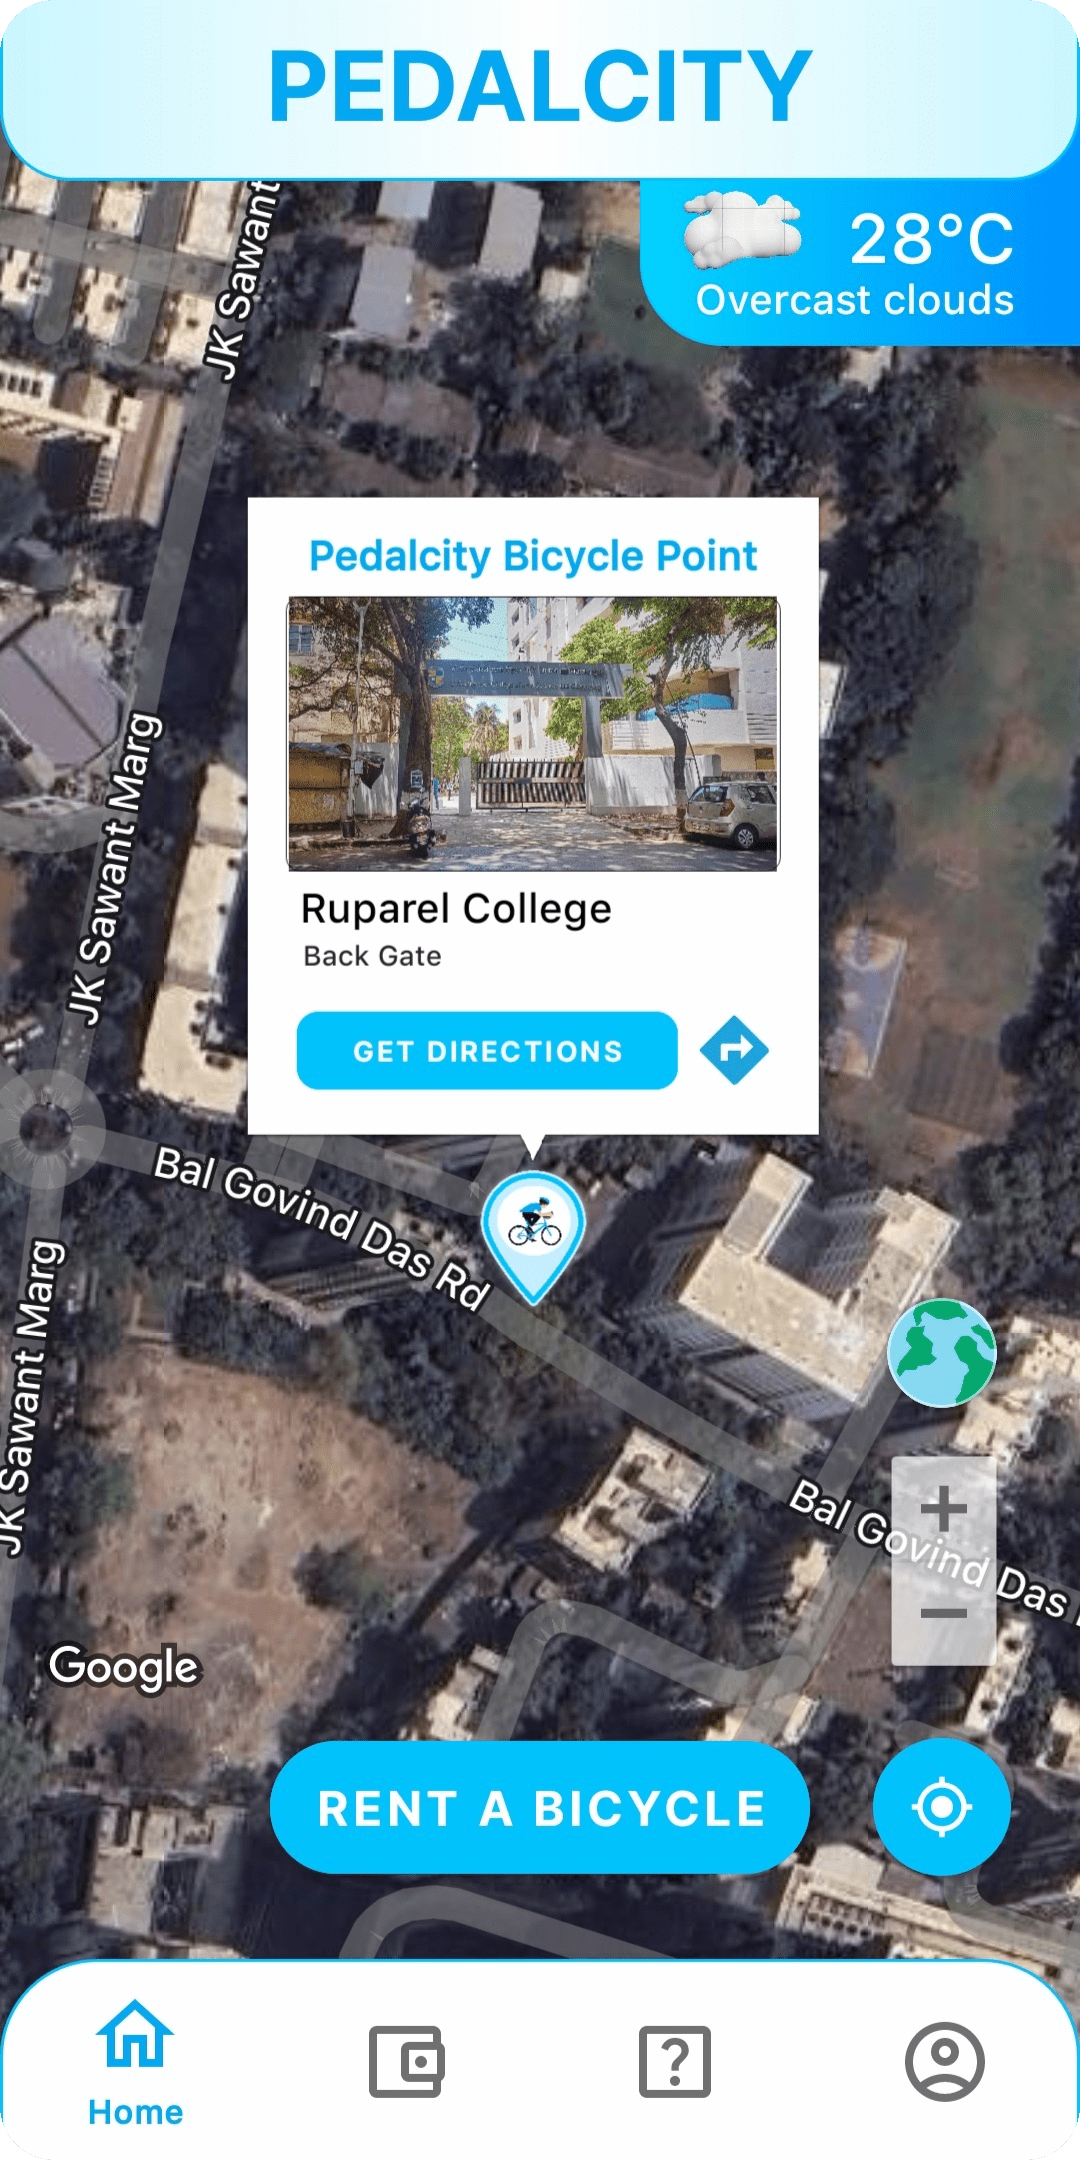 PEDALCITY
28°C
Overcast clouds
JK Sawant
Pedalcity Bicycle Point
Ruparel College
Back Gate
GET DIRECTIONS
JK Sawant Marg
Bal Govind Das Rd
JK Sawant Marg
Bal Govind Das
Google
RENT A BICYCLE
Home